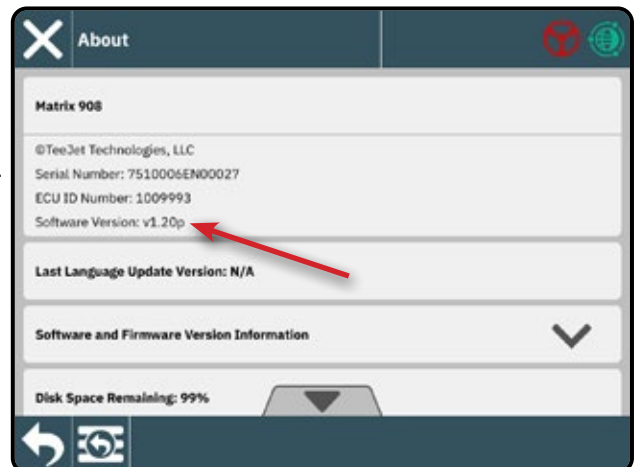 About
Matrix 908
©TeeJet Technologies, LLC
Serial Number: 7510006EN00027
ECU ID Number: 1009993
Software Version: v1.20p
Last Language Update Version: N/A
Software and Firmware Version Information
Disk Space Remaining: 99%